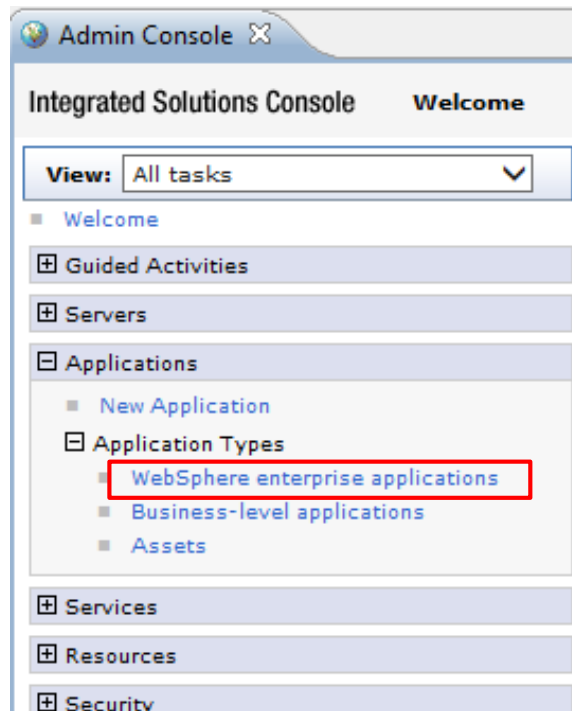 Admin Console
Integrated Solutions Console Welcome
View: All tasks
Welcome
Guided Activities
Servers
Applications
New Application
Application Types
WebSphere enterprise applications
Business-level applications
Assets
Services
Resources
Security